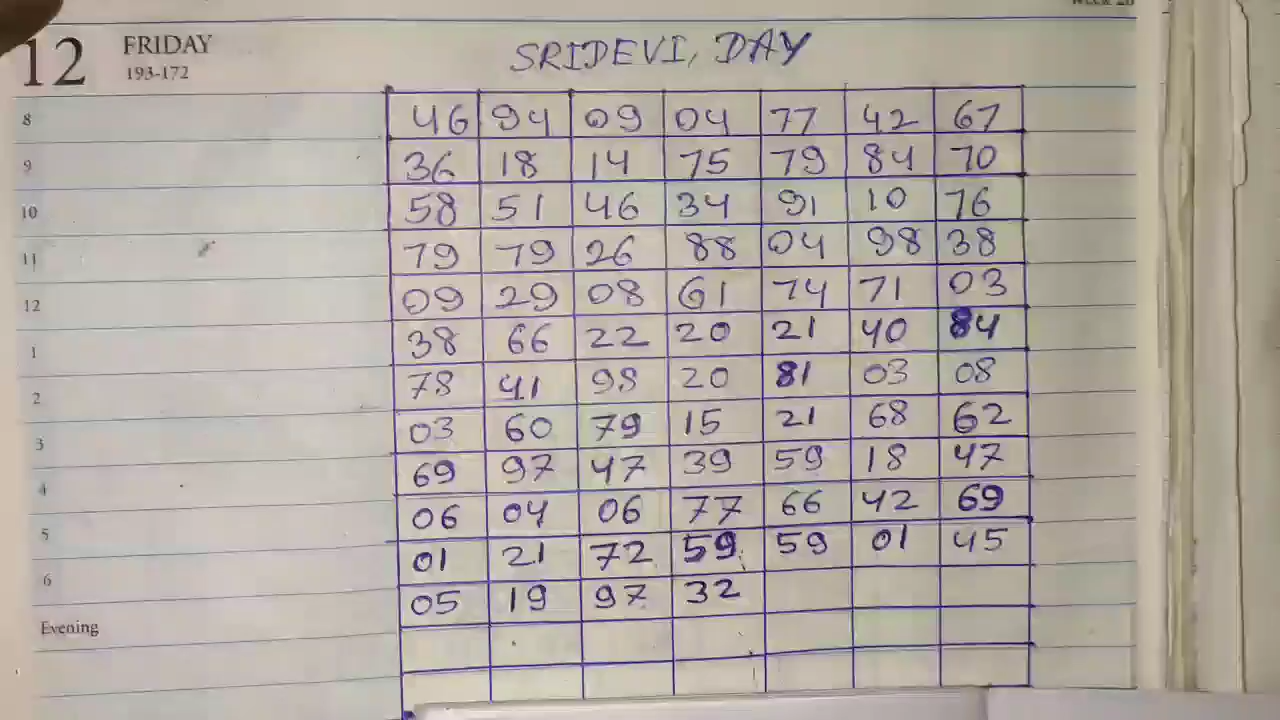 12 FRIDAY SRIDEVI, DAY
193-172
8 46 94 09 04 77 42 67
9 36 18 14 75 79 84 70
10 58 51 46 34 91 10 76
11 79 79 26 88 04 98 38
12 09 29 08 61 74 71 03
1 38 66 22 20 21 40 84
2 78 41 98 20 81 03 08
3 03 60 79 15 21 68 62
4 69 97 47 39 59 18 47
5 06 04 06 77 66 42 69
01 21 72 59 59 01 45
6 05 19 97 32
Evening